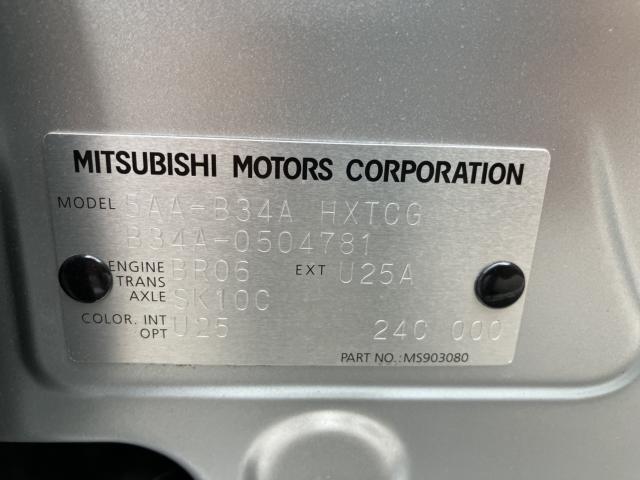 MITSUBISHI MOTORS CORPORATION
MODEL 5AA-B34A HXTCG
B34A-0504781
ENGINE BR06 EXT U25A
TRANS
AXLE SK10C
COLOR. INT U25 24C 000
OPT
PART NO.: MS903080